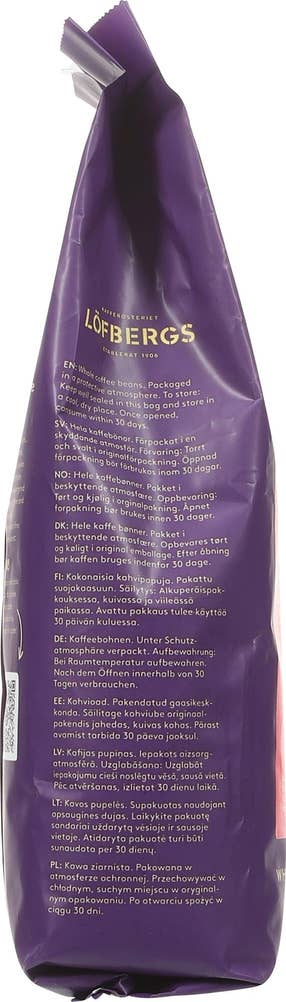 KAFFEROSTERIET
LÖFBERGS
ETABLERAT 1906
EN: Whole coffee beans. Packaged
in a protective atmosphere. To store:
Keep well sealed in this bag and store in
a cool, dry place. Once opened,
consume within 30 days.
SV: Hela kaffebönor. Förpackat i en
skyddande atmosfär. Förvaring: Torrt
och svalt i originalförpackning. Öppnad
förpackning bör förbrukas inom 30 dagar.
NO: Hele kaffebønner. Pakket i
beskyttende atmosfære. Oppbevaring:
Tørt og kjølig i originalpakning. Åpnet
forpakning bør brukes innen 30 dager.
DK: Hele kaffe bønner. Pakket i
beskyttende atmosfære. Opbevares tørt
og køligt i original emballage. Efter åbning
bør kaffen bruges indenfor 30 dage.
FI: Kokonaisia kahvipapuja. Pakattu
suojakaasuun. Säilytys: Alkuperäispak-
kauksessa, kuivassa ja viileässä
paikassa. Avattu pakkaus tulee käyttää
30 päivän kuluessa.
DE: Kaffeebohnen. Unter Schutz-
atmosphäre verpackt. Aufbewahrung:
Bei Raumtemperatur aufbewahren.
Nach dem Öffnen innerhalb von 30
Tagen verbrauchen.
EE: Kohvioad. Pakendatud gaasikesk-
konda. Säilitage kohviube original-
pakendis jahedas, kuivas kohas. Pärast
avamist tarbida 30 päeva jooksul.
LV: Kafijas pupiņas. Iepakots aizsarg-
atmosfērā. Uzglabāšana: Uzglabāt
iepakojumu cieši noslēgtu vēsā, sausā vietā.
Pēc atvēršanas, izlietot 30 dienu laikā.
LT: Kavos pupelės. Supakuotas naudojant
apsaugines dujas. Laikykite pakuotę
sandariai uždarytą vėsioje ir sausoje
vietoje. Atidaryto pakuotė turi būti
sunaudota per 30 dienų.
PL: Kawa ziarnista. Pakowana w
atmosferze ochronnej. Przechowywać w
chłodnym, suchym miejscu w oryginal-
nym opakowaniu. Po otwarciu spożyć w
ciągu 30 dni.